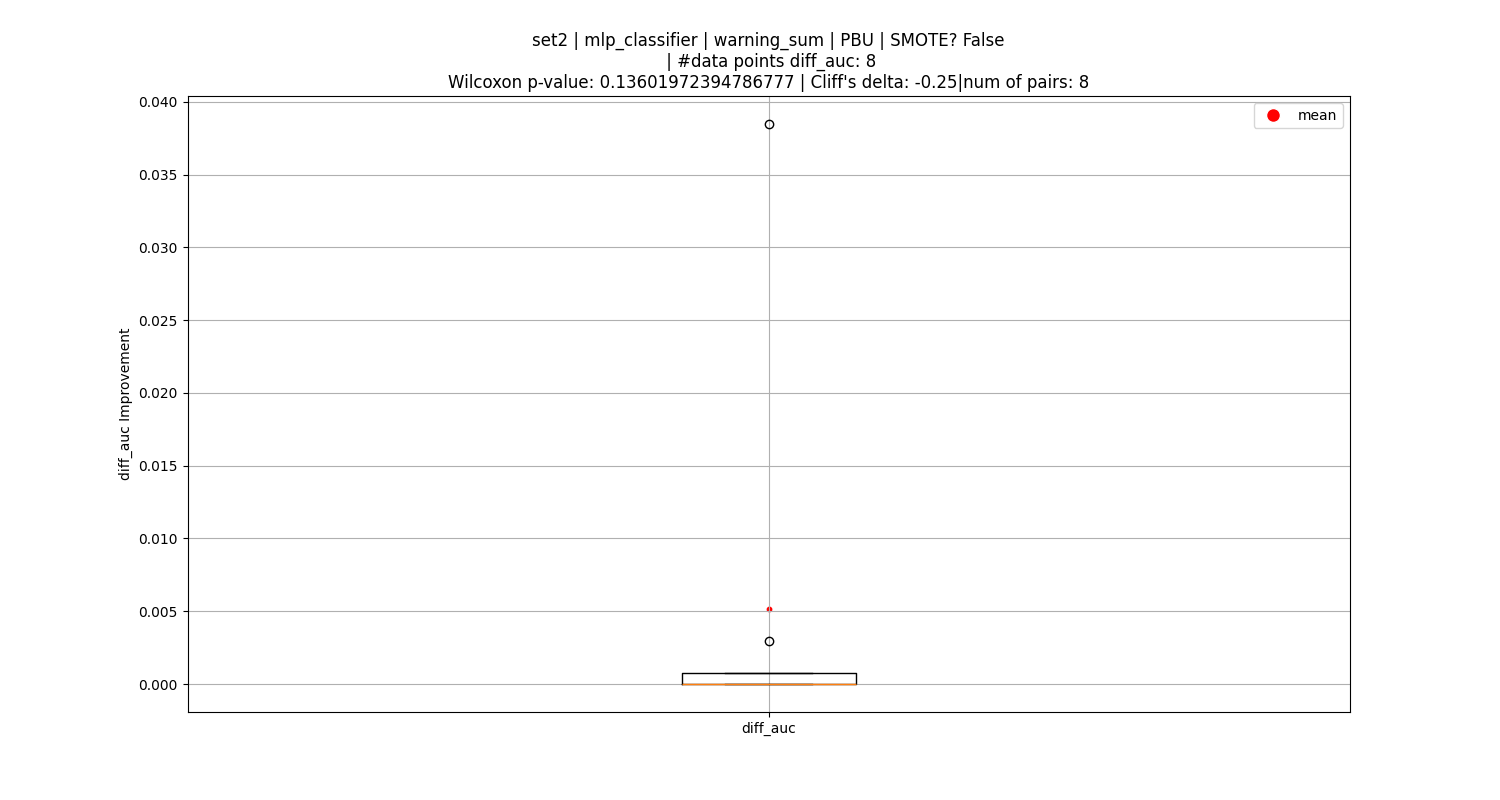 set2 | mlp_classifier | warning_sum | PBU | SMOTE? False
| #data points diff_auc: 8
Wilcoxon p-value: 0.13601972394786777 | Cliff's delta: -0.25|num of pairs: 8
mean
0.040
0.035
0.030
0.025
0.020
0.015
0.010
0.005
0.000
diff_auc Improvement
diff_auc